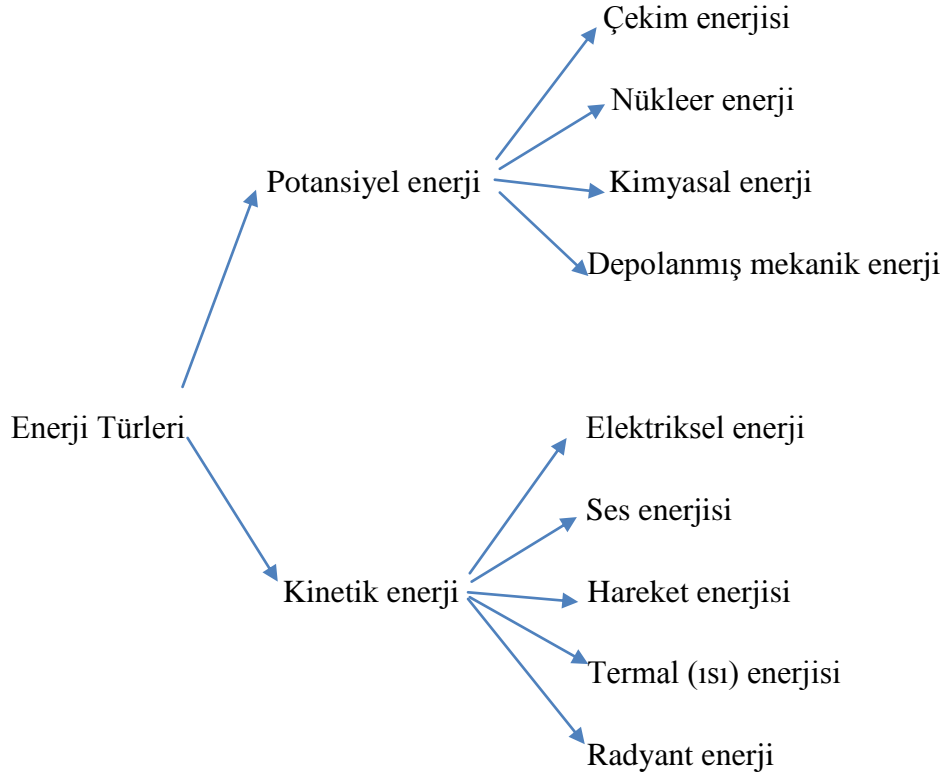 Enerji Türleri
Potansiyel enerji
Çekim enerjisi
Nükleer enerji
Kimyasal enerji
Depolanmış mekanik enerji
Kinetik enerji
Elektriksel enerji
Ses enerjisi
Hareket enerjisi
Termal (ısı) enerjisi
Radyant enerji